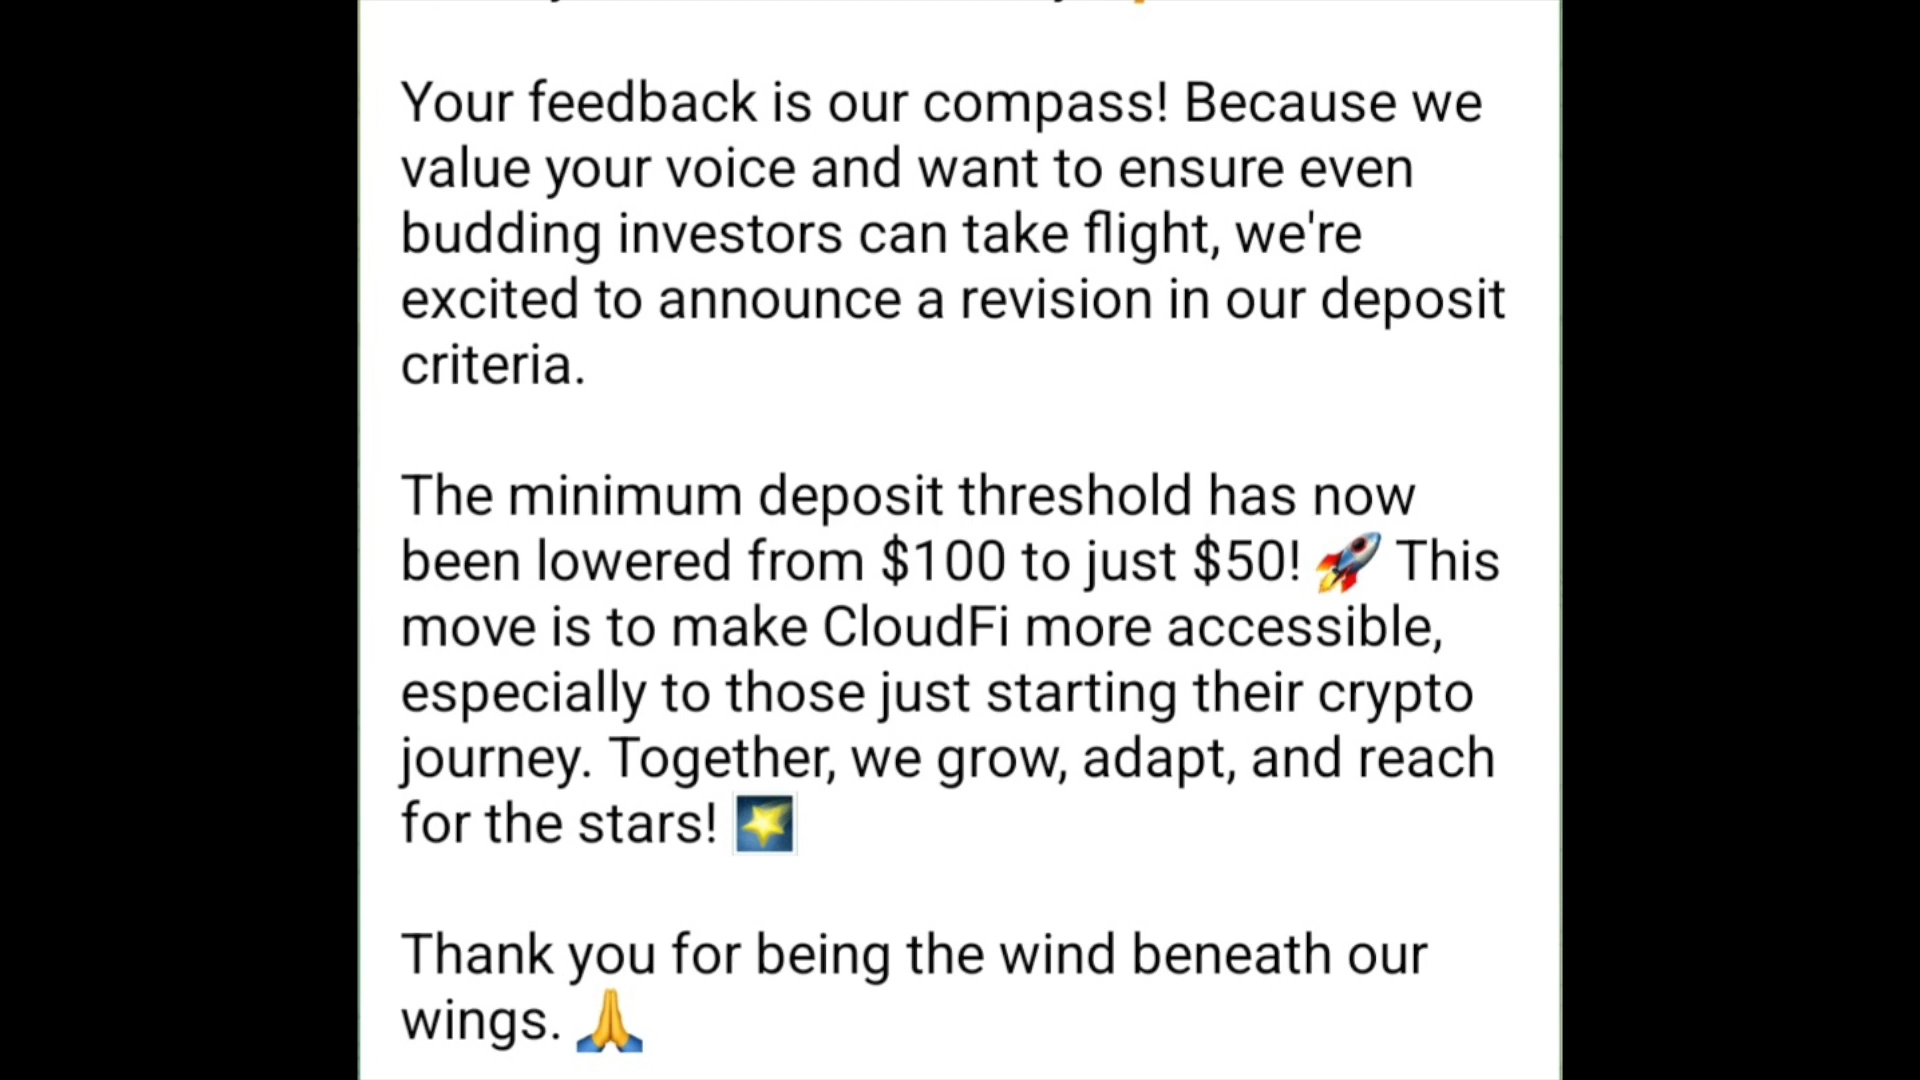 Your feedback is our compass! Because we
value your voice and want to ensure even
budding investors can take flight, we're
excited to announce a revision in our deposit
criteria.
The minimum deposit threshold has now
been lowered from $100 to just $50! 🚀 This
move is to make CloudFi more accessible,
especially to those just starting their crypto
journey. Together, we grow, adapt, and reach
for the stars! 🌠
Thank you for being the wind beneath our
wings. 🙏